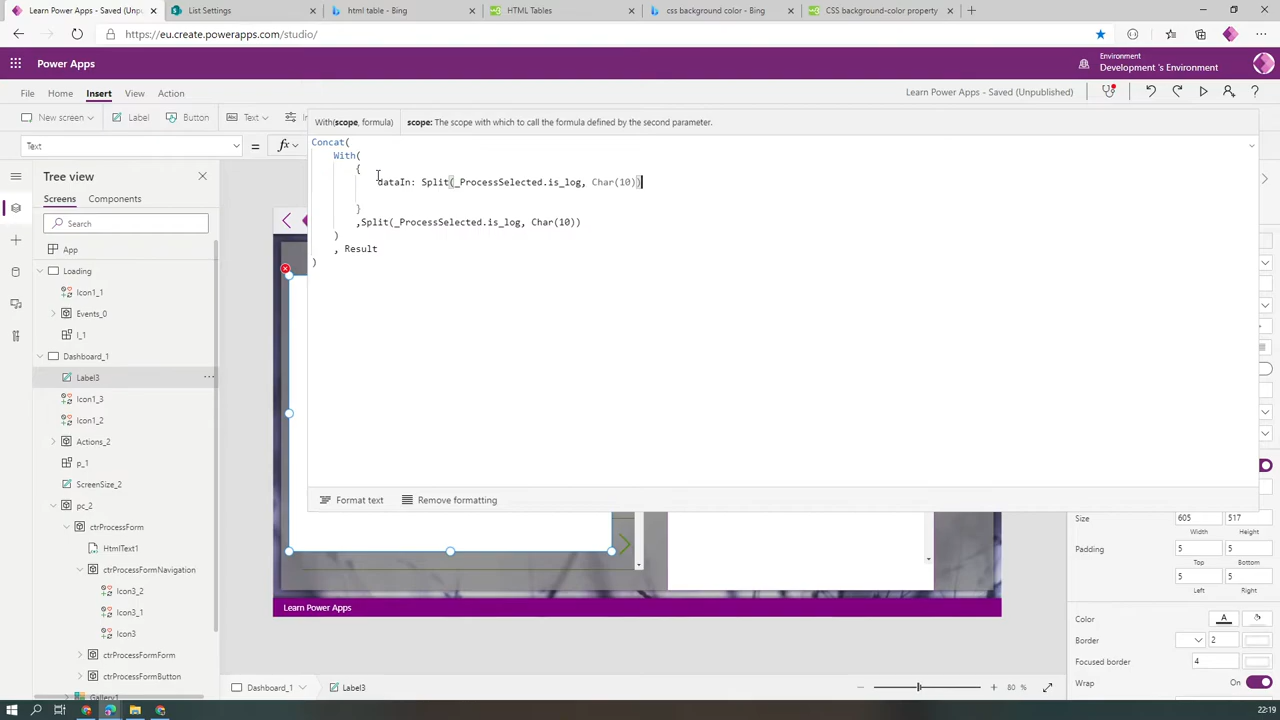 Learn Power Apps - Saved (Unpu
List Settings
html table - Bing
HTML Tables
css background color - Bing
CSS background-color property
https://eu.create.powerapps.com/studio/
Power Apps
Environment
Development 's Environment
File
Home
Insert
View
Action
Learn Power Apps - Saved (Unpublished)
New screen
Label
Button
Text
Text
=
fx
With(scope, formula)
scope: The scope with which to call the formula defined by the second parameter.
Concat(
With(
{
dataIn: Split(_ProcessSelected.is_log, Char(10))
}
,Split(_ProcessSelected.is_log, Char(10))
)
, Result
)
Format text
Remove formatting
Tree view
Screens
Components
Search
App
Loading
Icon1_1
Events_0
l_1
Dashboard_1
Label3
Icon1_3
Icon1_2
Actions_2
p_1
ScreenSize_2
pc_2
ctrProcessForm
HtmlText1
ctrProcessFormNavigation
Icon3_2
Icon3_1
Icon3
ctrProcessFormForm
ctrProcessFormButton
Gallery1
Learn Power Apps
Size
605
517
Width
Height
Padding
5
5
Top
Bottom
5
5
Left
Right
Color
A
Border
2
Focused border
4
Wrap
On
Dashboard_1
Label3
80 %
22:19